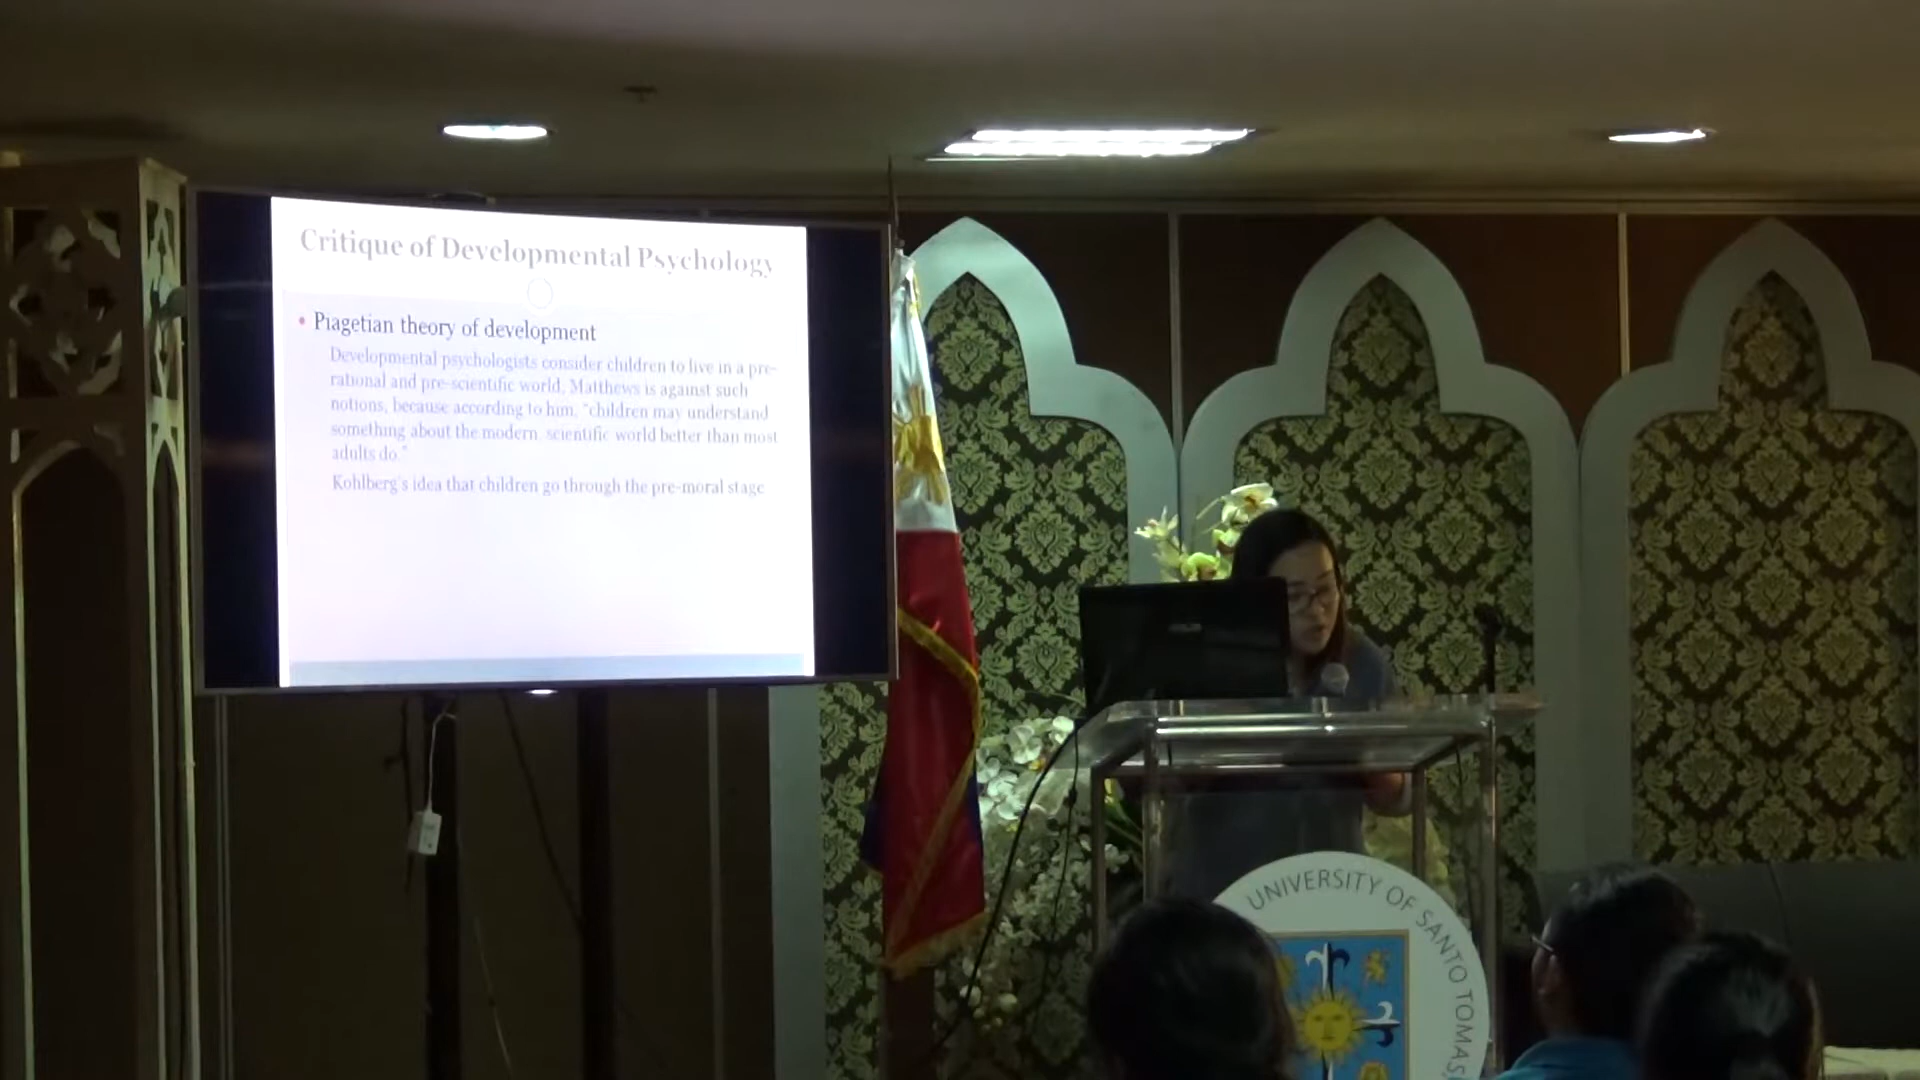 Critique of Developmental Psychology
• Piagetian theory of development
Developmental psychologists consider children to live in a pre-
rational and pre-scientific world. Matthews is against such
notions, because according to him, "children may understand
something about the modern scientific world better than most
adults do."
Kohlberg's idea that children go through the pre-moral stage
UNIVERSITY OF SANTO TOMAS